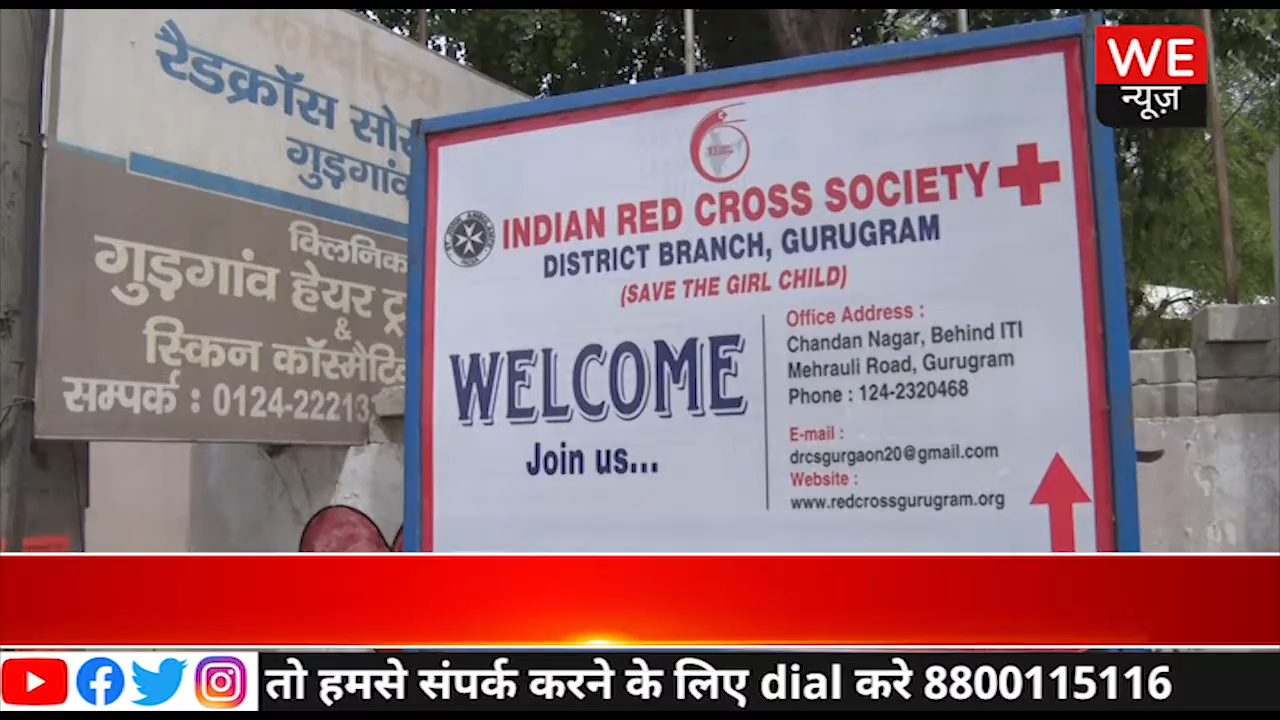 रैडक्रॉस
गुड़गांव
क्लिनिक
गुड़गांव हेयर
&
स्किन
सम्पर्क : 0124-22213
WE
न्यूज़
INDIAN RED CROSS SOCIETY
DISTRICT BRANCH, GURUGRAM
(SAVE THE GIRL CHILD)
WELCOME
Join us...
Office Address :
Chandan Nagar, Behind ITI
Mehrauli Road, Gurugram
Phone : 124-2320468
E-mail :
drcsgurgaon20@gmail.com
Website :
www.redcrossgurugram.org
तो हमसे संपर्क करने के लिए dial करे 8800115116